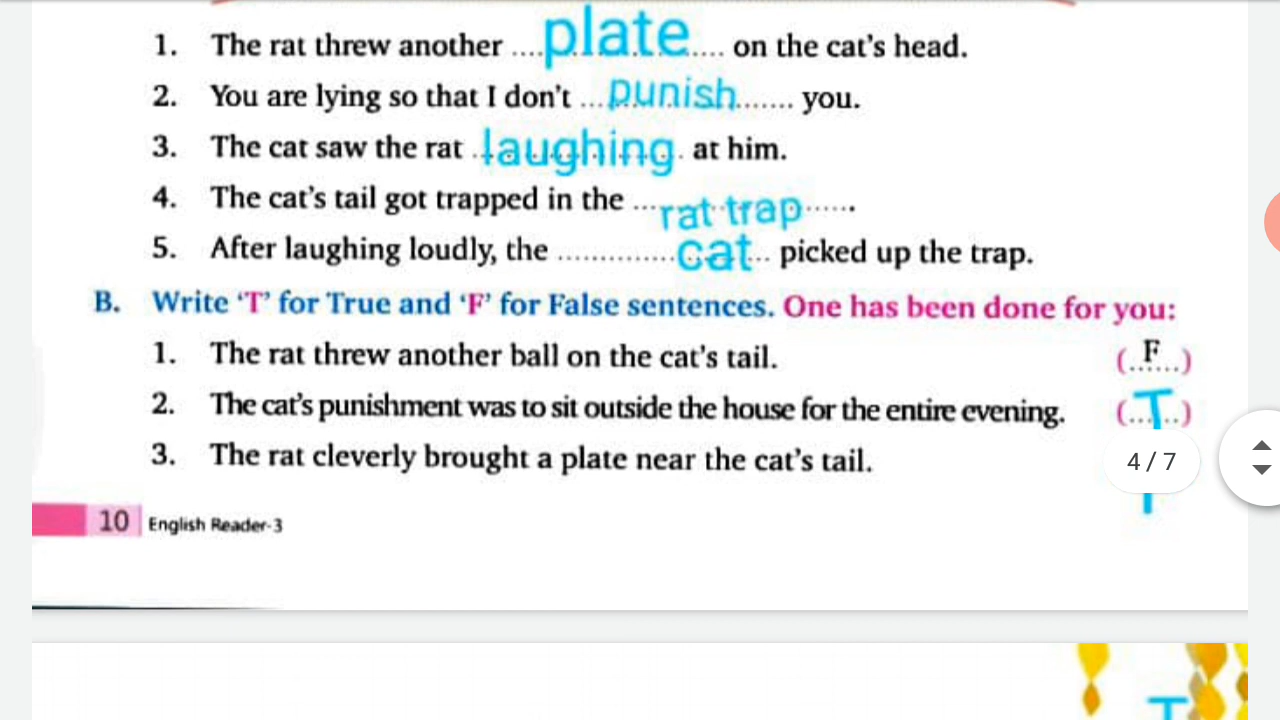 1. The rat threw another ....plate.... on the cat's head.
2. You are lying so that I don't ...punish....... you.
3. The cat saw the rat .laughing. at him.
4. The cat's tail got trapped in the ...rat trap......
5. After laughing loudly, the ..............cat... picked up the trap.
B. Write 'T' for True and 'F' for False sentences. One has been done for you:
1. The rat threw another ball on the cat's tail. (..F...)
2. The cat's punishment was to sit outside the house for the entire evening. (...T..)
3. The rat cleverly brought a plate near the cat's tail.
4 / 7
10 English Reader-3
T